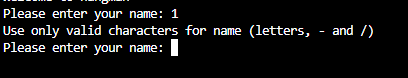 Please enter your name: 1
Use only valid characters for name (letters, - and /)
Please enter your name: